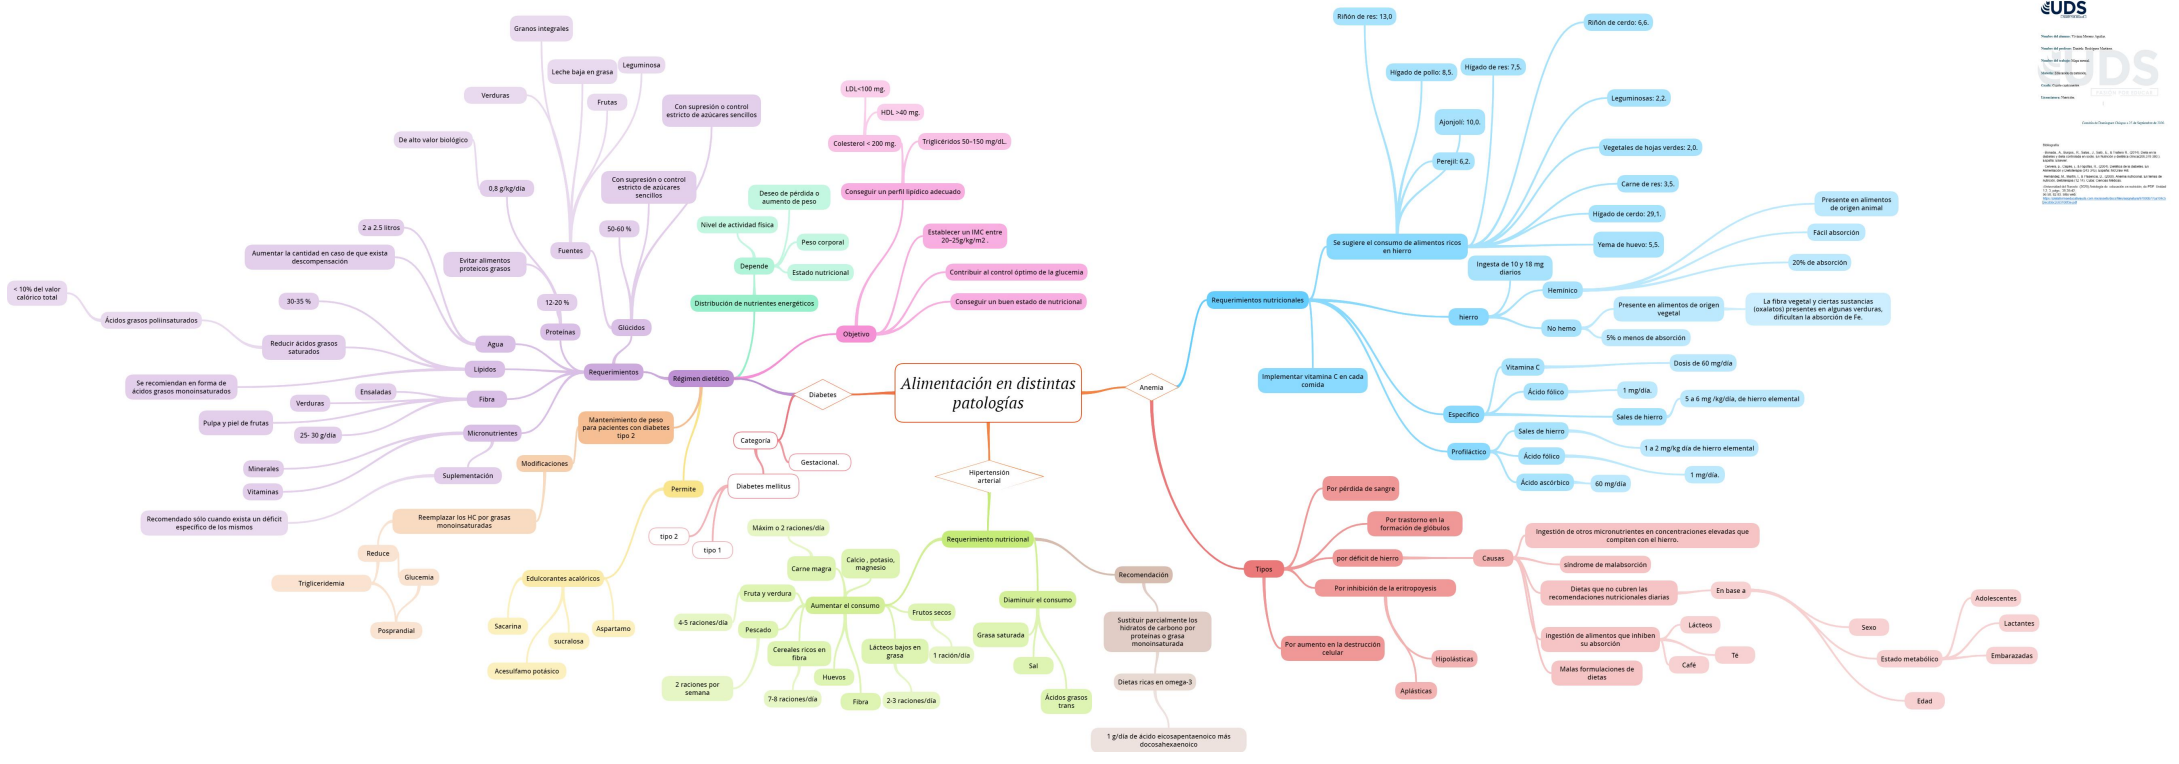 Alimentación en distintas
patologías
Diabetes
Régimen dietético
Requerimientos
Glúcidos
50-60 %
Con supresión o control
estricto de azúcares
sencillos
Con supresión o control
estricto de azúcares sencillos
Fuentes
Granos integrales
Leche baja en grasa
Leguminosa
Verduras
Frutas
Proteínas
12-20 %
0,8 g/kg/día
De alto valor biológico
Evitar alimentos
proteicos grasos
Agua
2 a 2.5 litros
Aumentar la cantidad en caso de que exista
descompensación
Lípidos
30-35 %
Reducir ácidos grasos
saturados
Ácidos grasos poliinsaturados
< 10% del valor
calórico total
Se recomiendan en forma de
ácidos grasos monoinsaturados
Fibra
Ensaladas
Verduras
Pulpa y piel de frutas
25- 30 g/día
Micronutrientes
Minerales
Vitaminas
Suplementación
Recomendado sólo cuando exista un déficit
específico de los mismos
Distribución de nutrientes energéticos
Depende
Deseo de pérdida o
aumento de peso
Nivel de actividad física
Peso corporal
Estado nutricional
Objetivo
Conseguir un perfil lipídico adecuado
Colesterol < 200 mg.
LDL<100 mg.
HDL >40 mg.
Triglicéridos 50–150 mg/dL.
Establecer un IMC entre
20–25g/kg/m2 .
Contribuir al control óptimo de la glucemia
Conseguir un buen estado de nutricional
Mantenimiento de peso
para pacientes con diabetes
tipo 2
Modificaciones
Reemplazar los HC por grasas
monoinsaturadas
Reduce
Trigliceridemia
Glucemia
Posprandial
Permite
Edulcorantes acalóricos
Sacarina
Acesulfamo potásico
sucralosa
Aspartamo
Categoría
Gestacional.
Diabetes mellitus
tipo 2
tipo 1
Hipertensión
arterial
Requerimiento nutricional
Aumentar el consumo
Calcio , potasio,
magnesio
Carne magra
Máxim o 2 raciones/día
Fruta y verdura
4-5 raciones/día
Pescado
2 raciones por
semana
Cereales ricos en
fibra
7-8 raciones/día
Huevos
Fibra
Lácteos bajos en
grasa
2-3 raciones/día
Frutos secos
1 ración/día
Diaminuir el consumo
Grasa saturada
Sal
Ácidos grasos
trans
Recomendación
Sustituir parcialmente los
hidratos de carbono por
proteínas o grasa
monoinsaturada
Dietas ricas en omega-3
1 g/día de ácido eicosapentaenoico más
docosahexaenoico
Anemia
Requerimientos nutricionales
Se sugiere el consumo de alimentos ricos
en hierro
Riñón de res: 13,0
Hígado de pollo: 8,5.
Hígado de res: 7,5.
Ajonjolí: 10,0.
Perejil: 6,2.
Riñón de cerdo: 6,6.
Leguminosas: 2,2.
Vegetales de hojas verdes: 2,0.
Carne de res: 3,5.
Hígado de cerdo: 29,1.
Yema de huevo: 5,5.
Implementar vitamina C en cada
comida
hierro
Ingesta de 10 y 18 mg
diarios
Hemínico
Presente en alimentos
de origen animal
Fácil absorción
20% de absorción
No hemo
Presente en alimentos de origen
vegetal
La fibra vegetal y ciertas sustancias
(oxalatos) presentes en algunas verduras,
dificultan la absorción de Fe.
5% o menos de absorción
Específico
Vitamina C
Dosis de 60 mg/día
Ácido fólico
1 mg/día.
Sales de hierro
5 a 6 mg /kg/día, de hierro elemental
Profiláctico
Sales de hierro
1 a 2 mg/kg día de hierro elemental
Ácido fólico
1 mg/día.
Ácido ascórbico
60 mg/día
Tipos
Por pérdida de sangre
Por trastorno en la
formación de glóbulos
por déficit de hierro
Causas
Ingestión de otros micronutrientes en concentraciones elevadas que
compiten con el hierro.
síndrome de malabsorción
Dietas que no cubren las
recomendaciones nutricionales diarias
En base a
Sexo
Estado metabólico
Adolescentes
Lactantes
Embarazadas
Edad
ingestión de alimentos que inhiben
su absorción
Lácteos
Té
Café
Malas formulaciones de
dietas
Por inhibición de la eritropoyesis
Hipolásticas
Aplásticas
Por aumento en la destrucción
celular
UDS
UDS